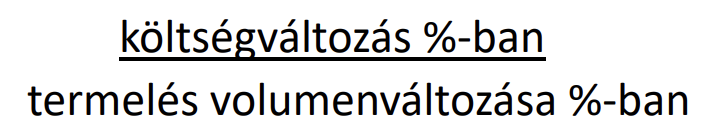 költségváltozás %-ban
termelés volumenváltozása %-ban